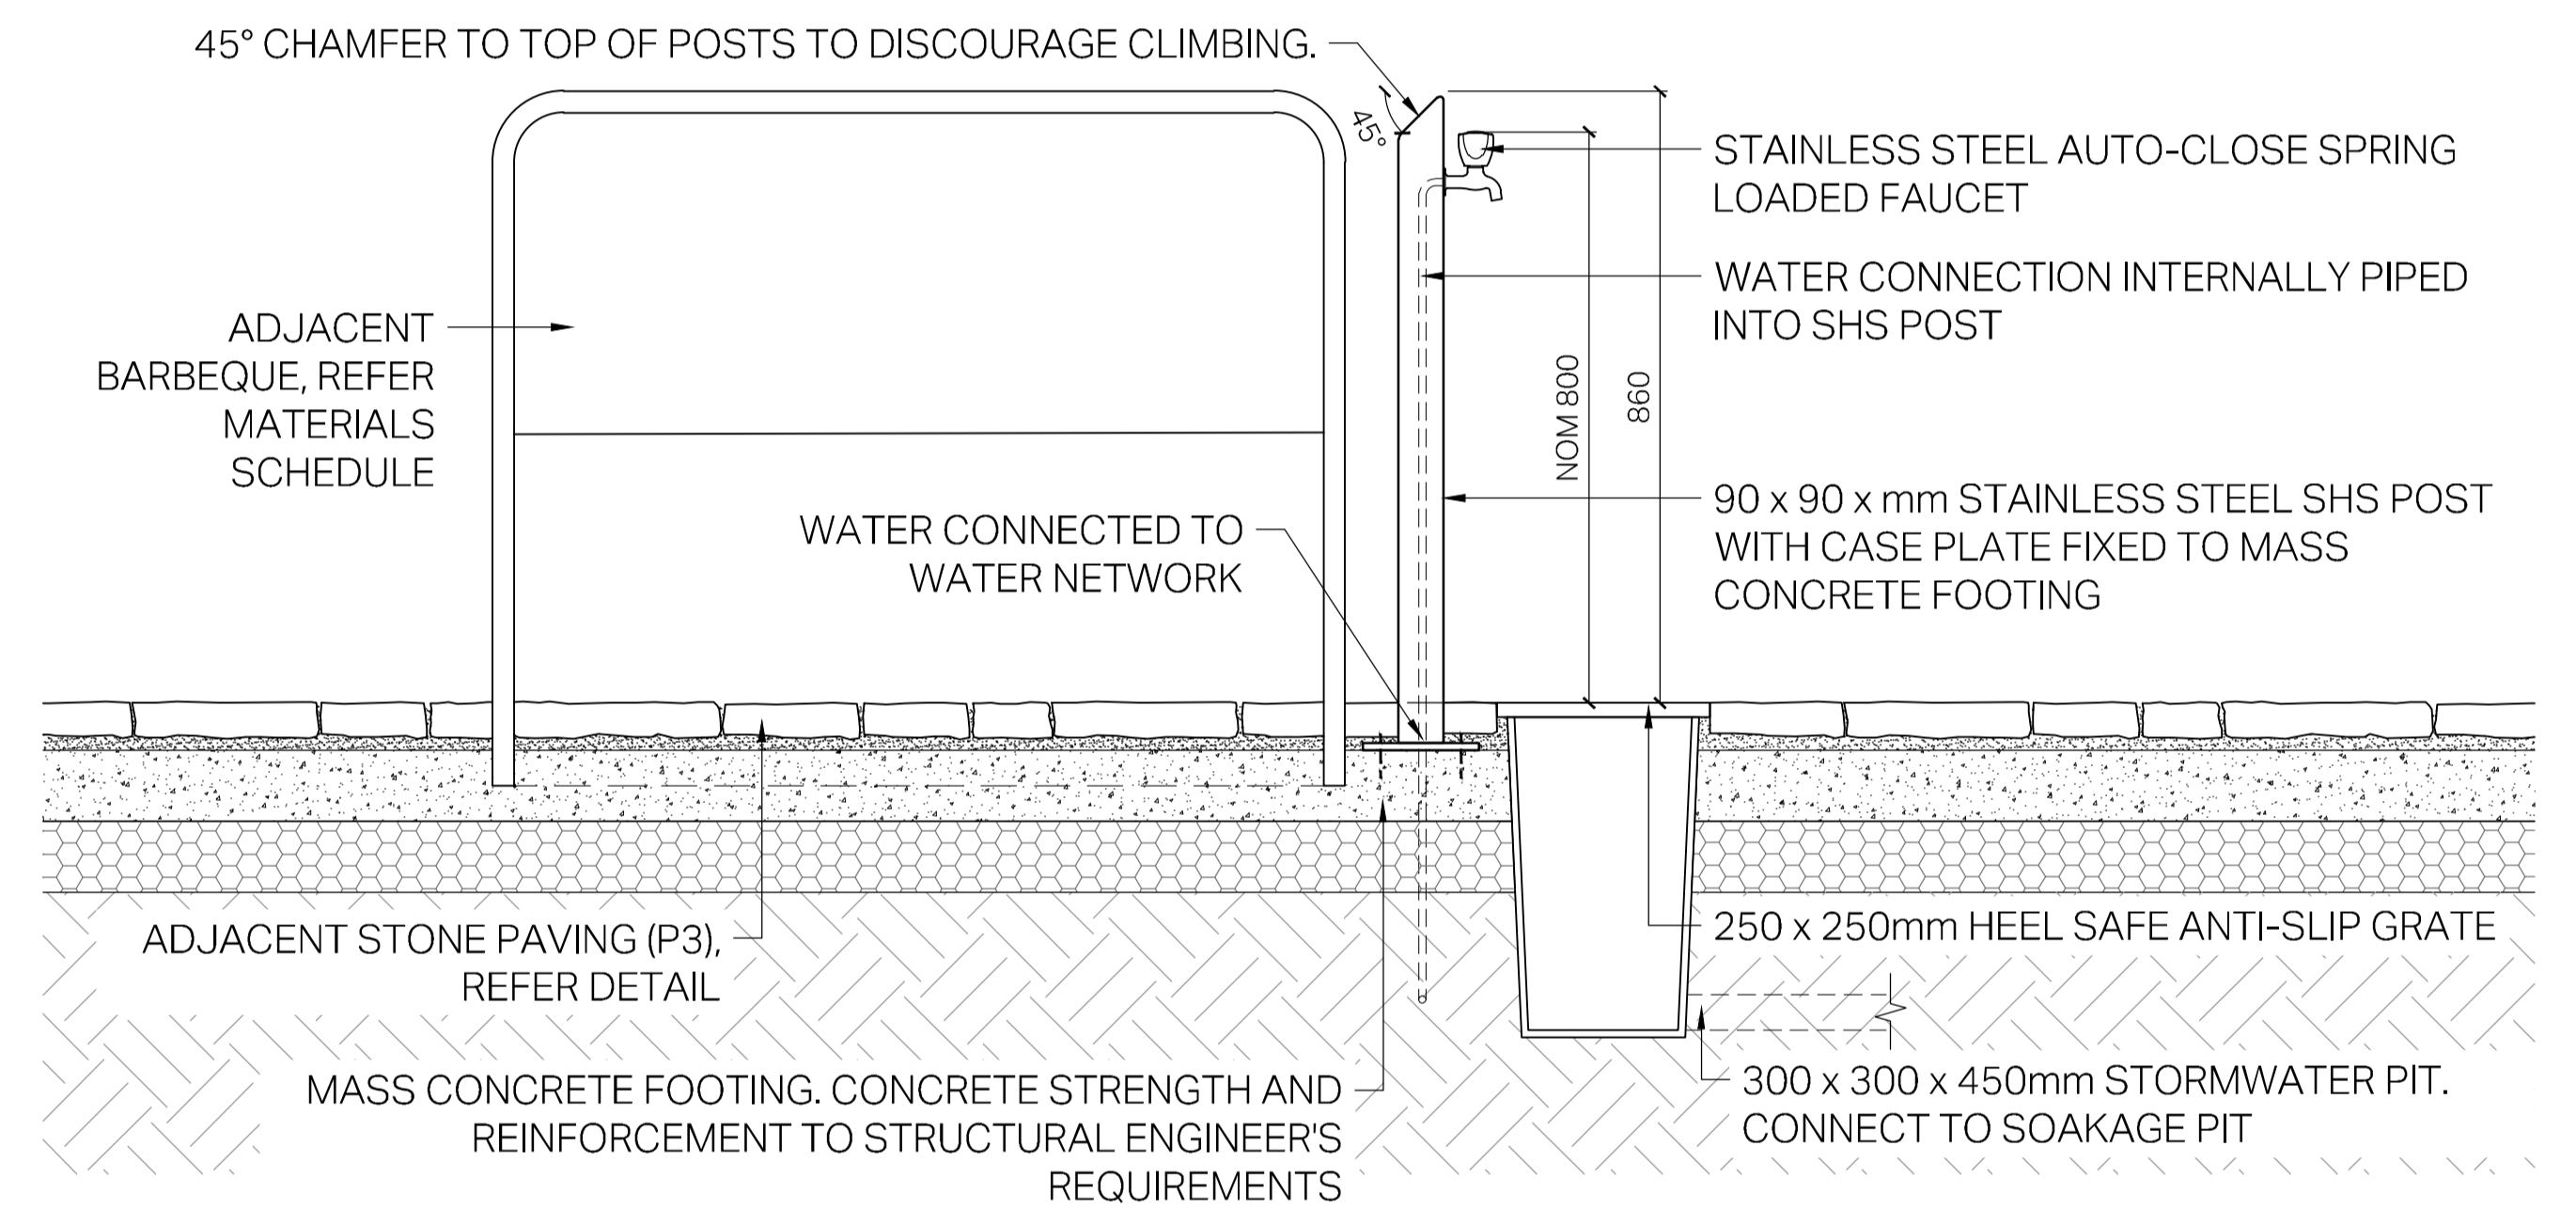 45° CHAMFER TO TOP OF POSTS TO DISCOURAGE CLIMBING.
45°
STAINLESS STEEL AUTO-CLOSE SPRING
LOADED FAUCET
WATER CONNECTION INTERNALLY PIPED
INTO SHS POST
ADJACENT
BARBEQUE, REFER
MATERIALS
SCHEDULE
NOM 800
860
90 x 90 x mm STAINLESS STEEL SHS POST
WITH CASE PLATE FIXED TO MASS
CONCRETE FOOTING
WATER CONNECTED TO
WATER NETWORK
ADJACENT STONE PAVING (P3),
REFER DETAIL
250 x 250mm HEEL SAFE ANTI-SLIP GRATE
MASS CONCRETE FOOTING. CONCRETE STRENGTH AND
REINFORCEMENT TO STRUCTURAL ENGINEER'S
REQUIREMENTS
300 x 300 x 450mm STORMWATER PIT.
CONNECT TO SOAKAGE PIT